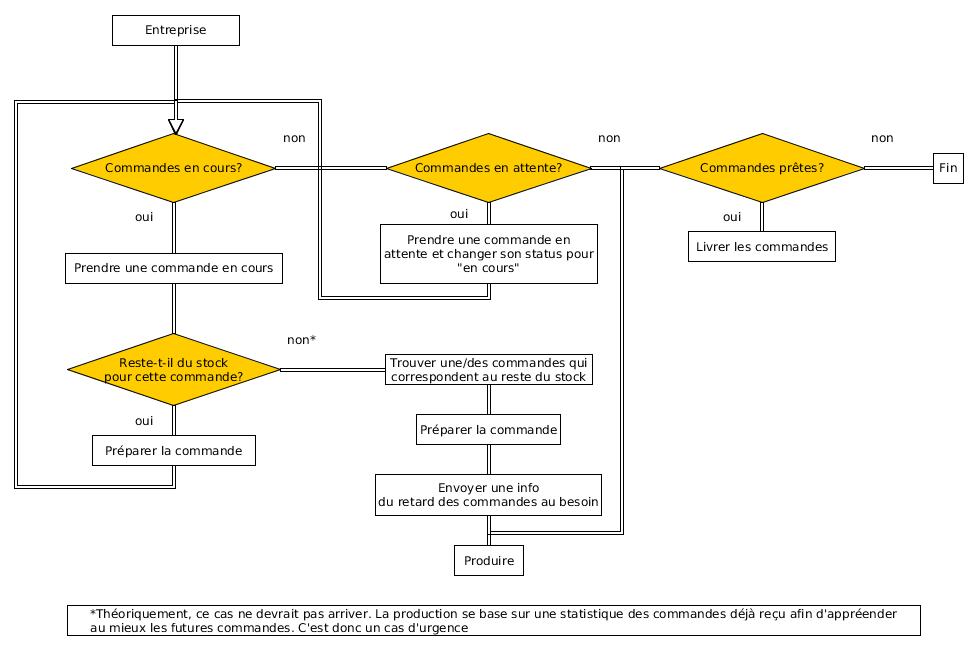 Entreprise
non
non
non
Commandes en cours?
Commandes en attente?
Commandes prêtes?
Fin
oui
oui
oui
Prendre une commande en cours
Prendre une commande en
attente et changer son status pour
"en cours"
Livrer les commandes
non*
Reste-t-il du stock
pour cette commande?
Trouver une/des commandes qui
correspondent au reste du stock
oui
Préparer la commande
Préparer la commande
Envoyer une info
du retard des commandes au besoin
Produire
*Théoriquement, ce cas ne devrait pas arriver. La production se base sur une statistique des commandes déjà reçu afin d'appréender
au mieux les futures commandes. C'est donc un cas d'urgence